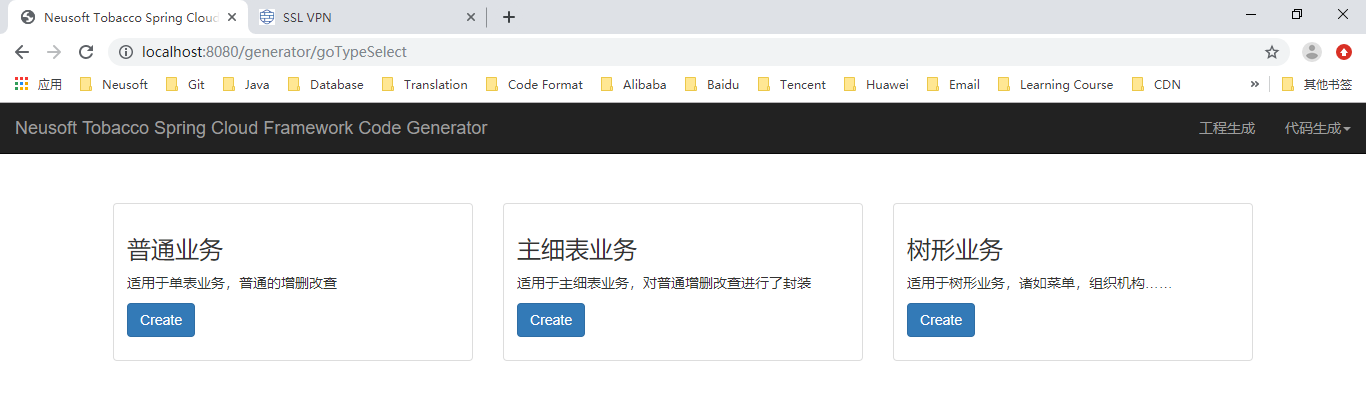 Neusoft Tobacco Spring Cloud
SSL VPN
localhost:8080/generator/goTypeSelect
应用 Neusoft Git Java Database Translation Code Format Alibaba Baidu Tencent Huawei Email Learning Course CDN 其他书签
Neusoft Tobacco Spring Cloud Framework Code Generator 工程生成 代码生成
普通业务
适用于单表业务，普通的增删改查
Create
主细表业务
适用于主细表业务，对普通增删改查进行了封装
Create
树形业务
适用于树形业务，诸如菜单，组织机构……
Create